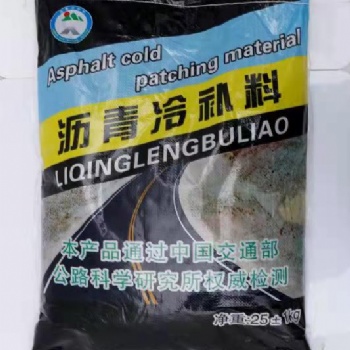 Asphalt cold
patching material
沥青冷补料
LIQINGLENGBULIAO
本产品通过中国交通部
公路科学研究所权威检测
净重:25±1kg